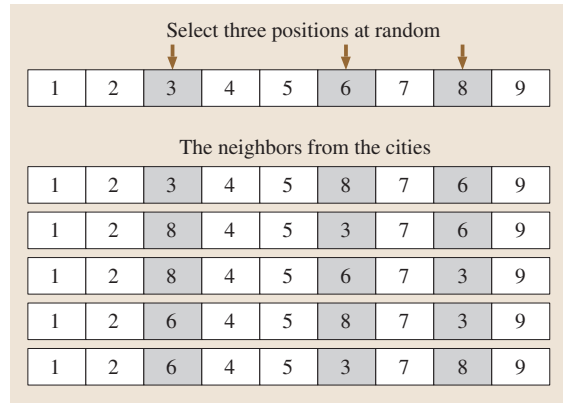 Select three positions at random
1 2 3 4 5 6 7 8 9
The neighbors from the cities
1 2 3 4 5 8 7 6 9
1 2 8 4 5 3 7 6 9
1 2 8 4 5 6 7 3 9
1 2 6 4 5 8 7 3 9
1 2 6 4 5 3 7 8 9